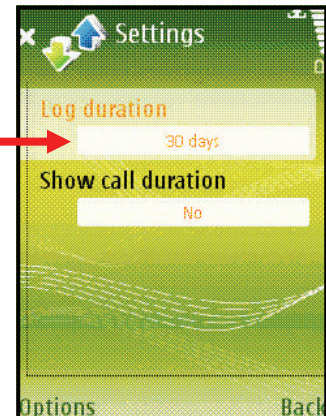 Settings
Log duration
30 days
Show call duration
No
Options
Back